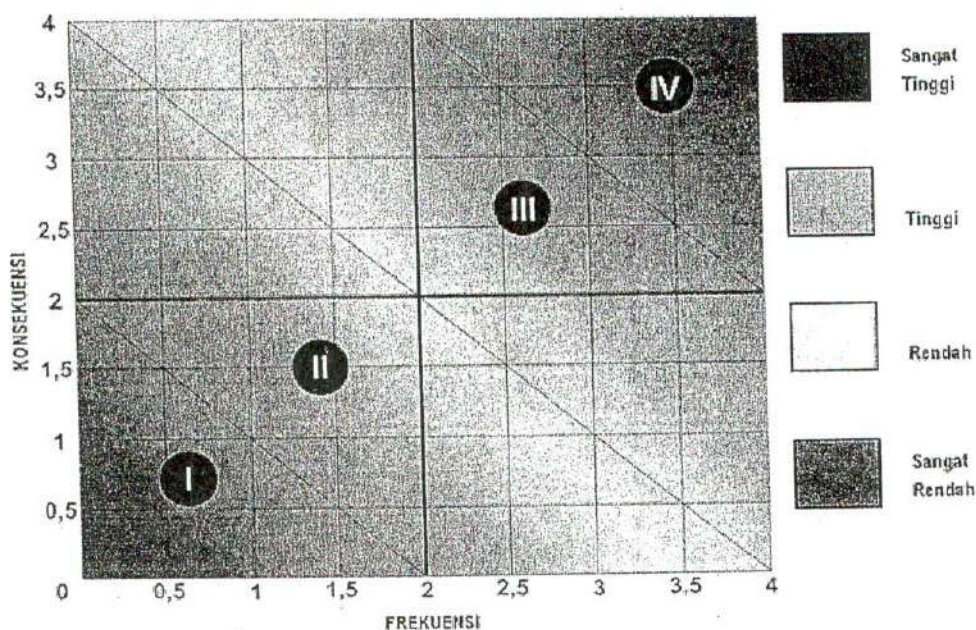 4
3,5
3
2,5
2
1,5
1
0,5
0
KONSEKUENSI
IV
III
II
I
0,5
1
1,5
2
2,5
3
3,5
4
FREKUENSI
Sangat
Tinggi
Tinggi
Rendah
Sangat
Rendah